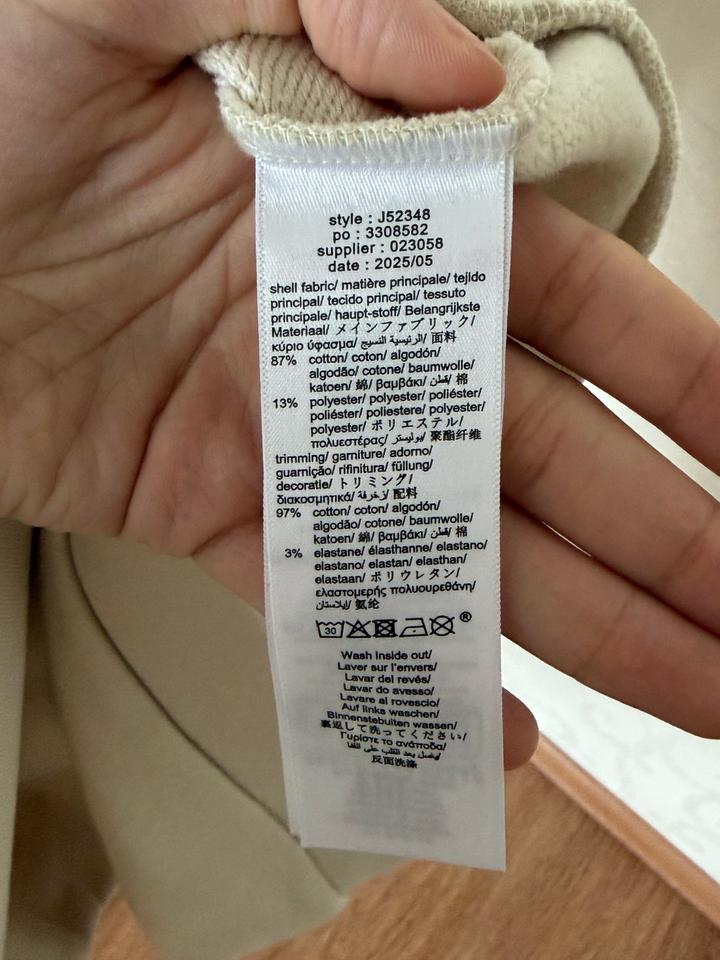 style : J52348
po : 3308582
supplier : 023058
date : 2025/05
shell fabric/ matière principale/ tejido
principal/ tecido principal/ tessuto
principale/ haupt-stoff/ Belangrijkste
Materiaal/ メインファブリック/
κύριο ύφασμα/ الرئيسية النسيج/ 面料
87% cotton/ coton/ algodón/
algodão/ cotone/ baumwolle/
katoen/ 綿/ βαμβάκι/ قطن/ 棉
13% polyester/ polyester/ poliéster/
poliéster/ poliestere/ polyester/
polyester/ ポリエステル/
πολυεστέρας/ بوليستر/ 聚酯纤维
trimming/ garniture/ adorno/
guarnição/ rifinitura/ füllung/
decoratie/ トリミング/
διακοσμητικά/ زخرفة/ 配料
97% cotton/ coton/ algodón/
algodão/ cotone/ baumwolle/
katoen/ 綿/ βαμβάκι/ قطن/ 棉
3% elastane/ élasthanne/ elastano/
elastano/ elastan/ elasthan/
elastaan/ ポリウレタン/
ελαστομερής πολυουρεθάνη/
إيلاستان/ 氨纶
30 ®
Wash inside out/
Laver sur l'envers/
Lavar del revés/
Lavar do avesso/
Lavare al rovescio/
Auf links waschen/
Binnenstebuiten wassen/
裏返して洗ってください/
Γυρίστε το ανάποδα/
يغسل بعد القلب على القفا/
反面洗涤